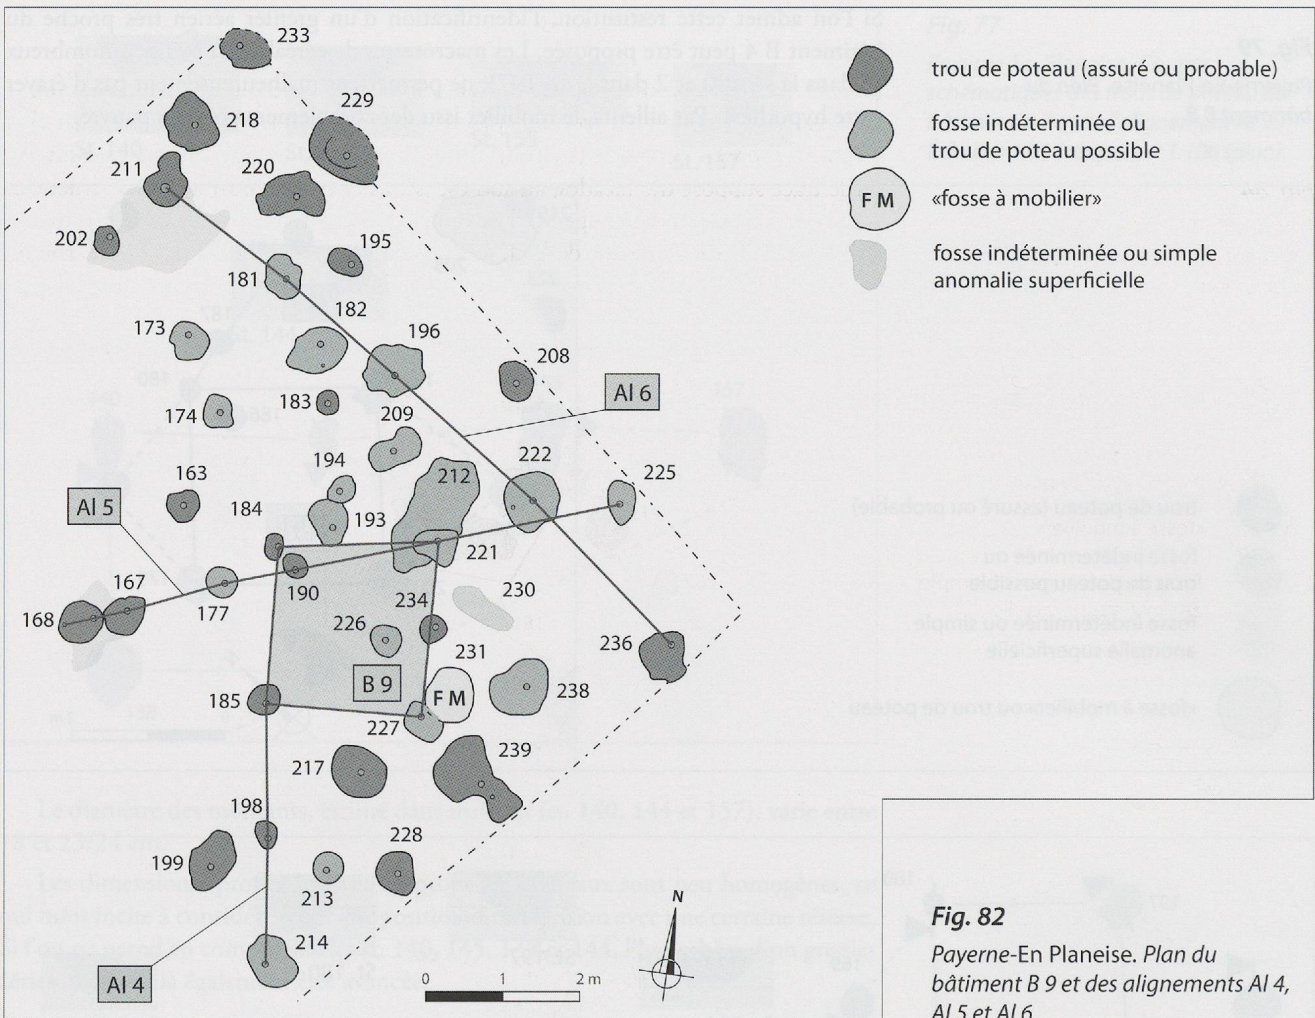 233
229
218
211
220
202
195
181
182
173
196
208
174
183
Al 6
209
194
212
222
225
163
Al 5
184
193
221
167
177
190
234
230
168
226
231
236
185
B 9
F M
238
227
217
239
198
199
228
213
214
Al 4
N
0
2 m
trou de poteau (assuré ou probable)
fosse indéterminée ou
trou de poteau possible
F M
«fosse à mobilier»
fosse indéterminée ou simple
anomalie superficielle
Fig. 82
Payerne-En Planeise. Plan du
bâtiment B 9 et des alignements Al 4,
Al 5 et Al 6